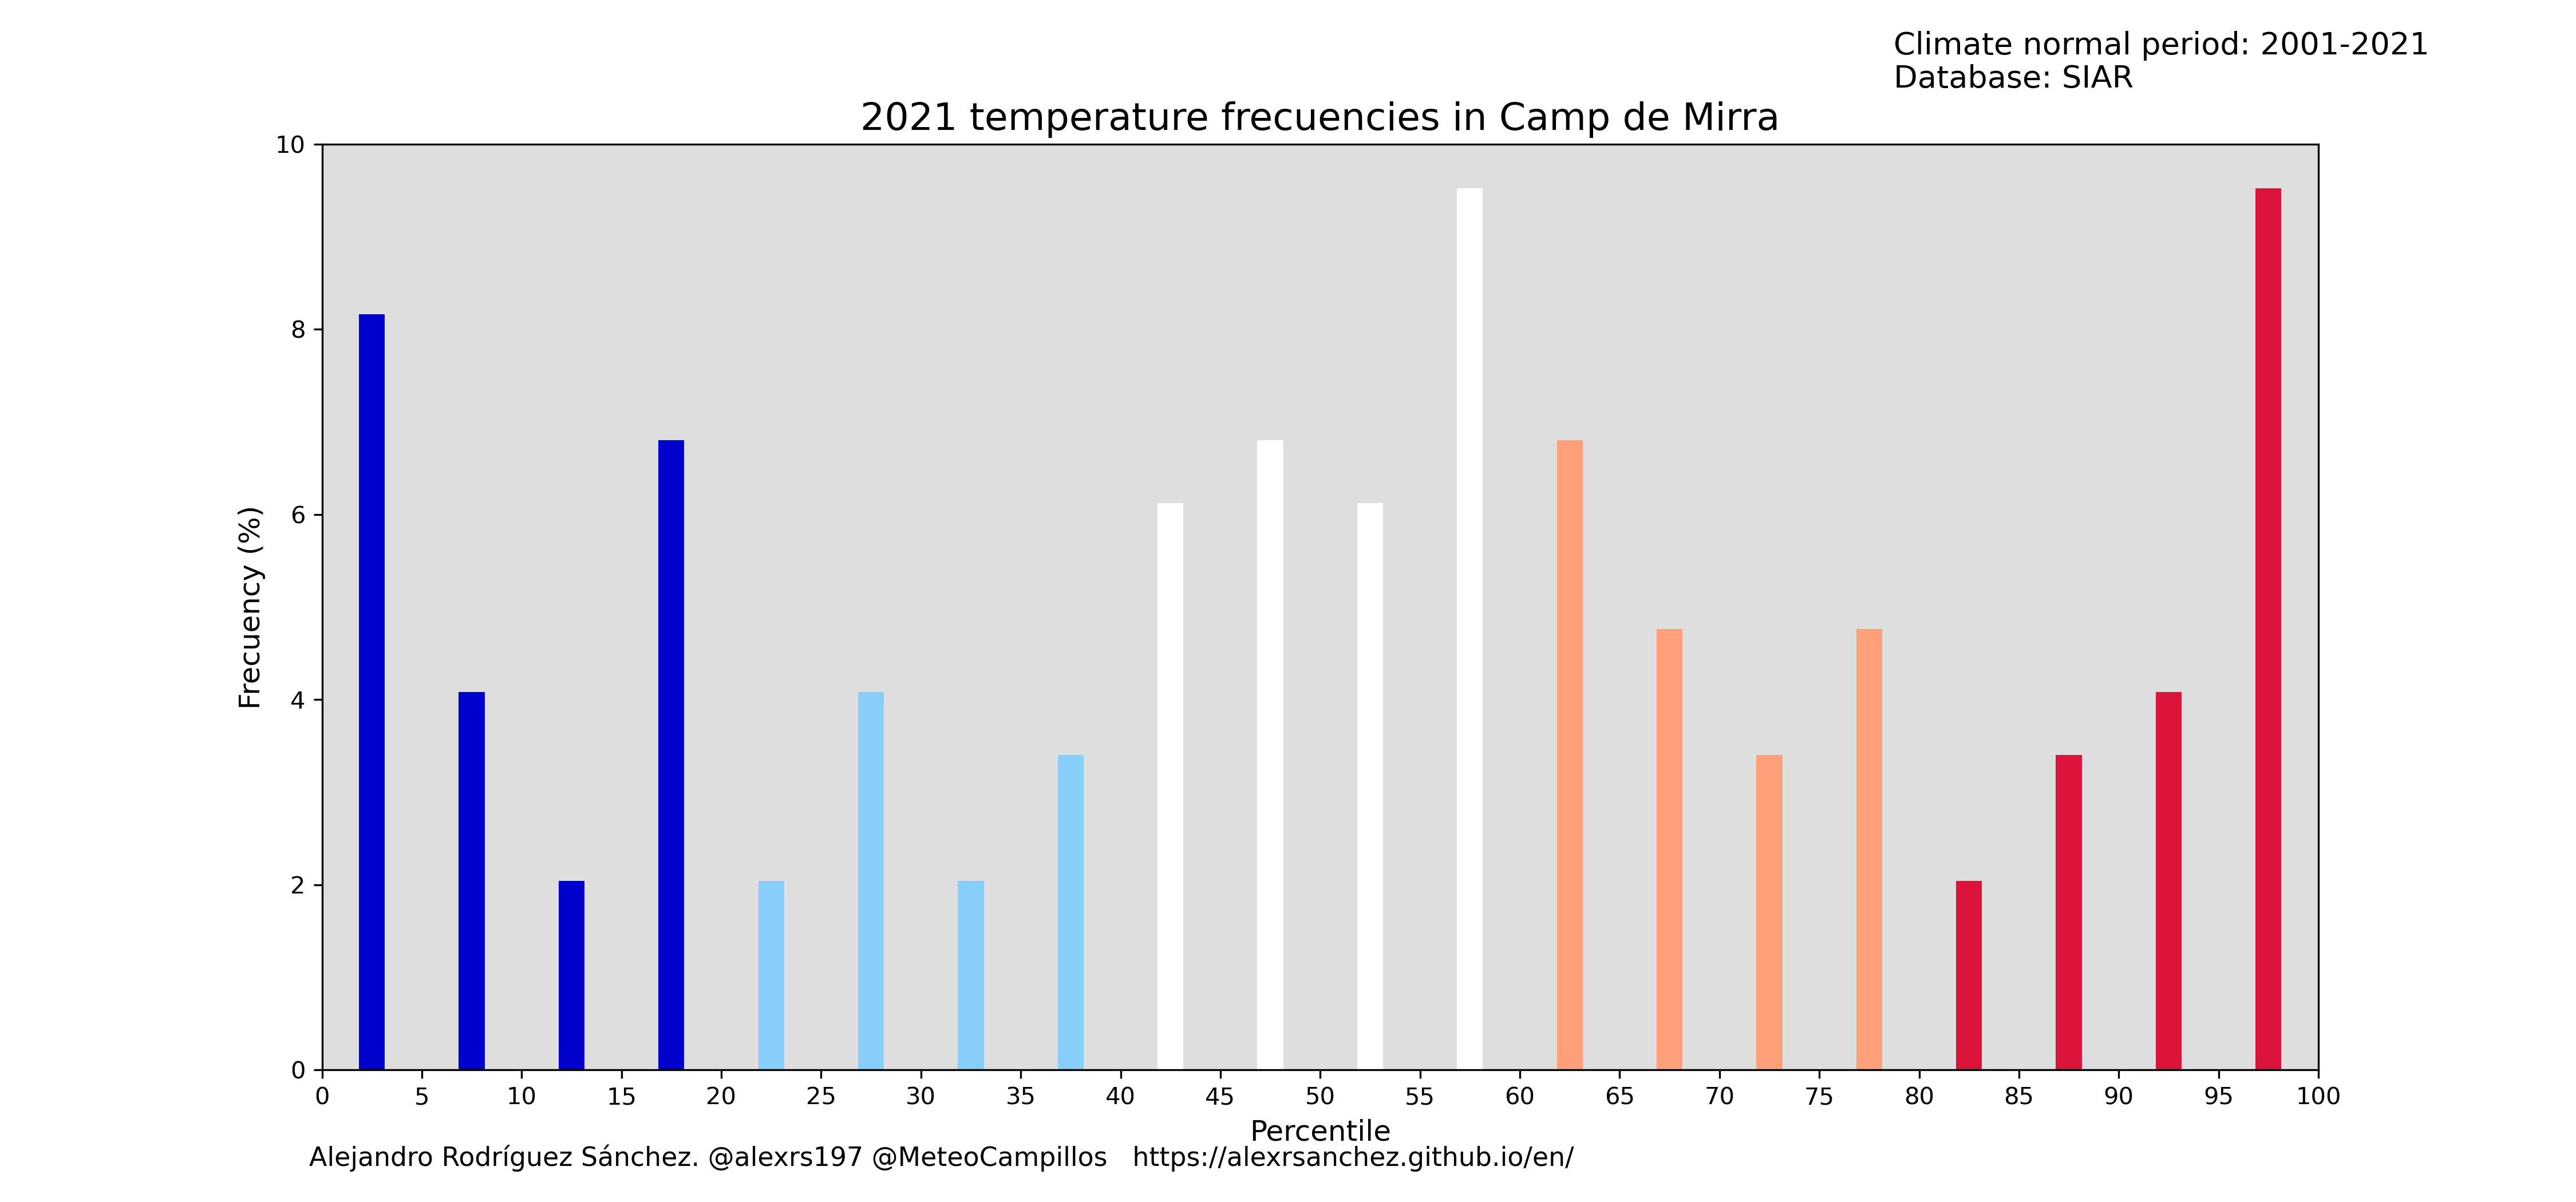 Climate normal period: 2001-2021
Database: SIAR
2021 temperature frecuencies in Camp de Mirra
10
8
6
4
2
0
Frecuency (%)
0 5 10 15 20 25 30 35 40 45 50 55 60 65 70 75 80 85 90 95 100
Percentile
Alejandro Rodríguez Sánchez. @alexrs197 @MeteoCampillos https://alexrsanchez.github.io/en/